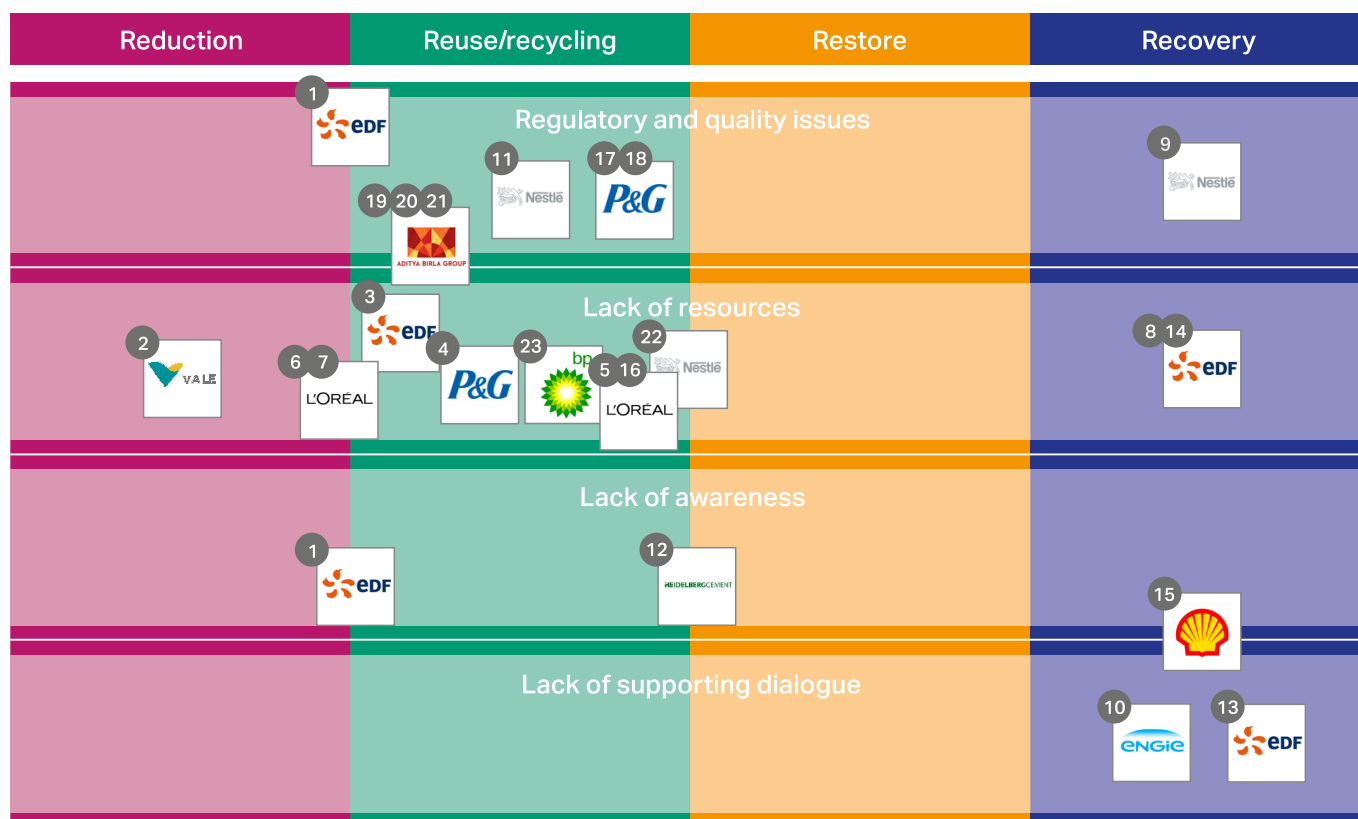 Reduction
Reuse/recycling
Restore
Recovery
Regulatory and quality issues
1
eDF
11
Nestlé
17 18
P&G
9
Nestlé
19 20 21
ADITYA BIRLA GROUP
Lack of resources
3
eDF
2
VALE
6 7
L'ORÉAL
4
P&G
23
bp
5 16
L'ORÉAL
22
Nestlé
8 14
eDF
Lack of awareness
1
eDF
12
HEIDELBERGCEMENT
15
Lack of supporting dialogue
10
ENGIE
13
eDF